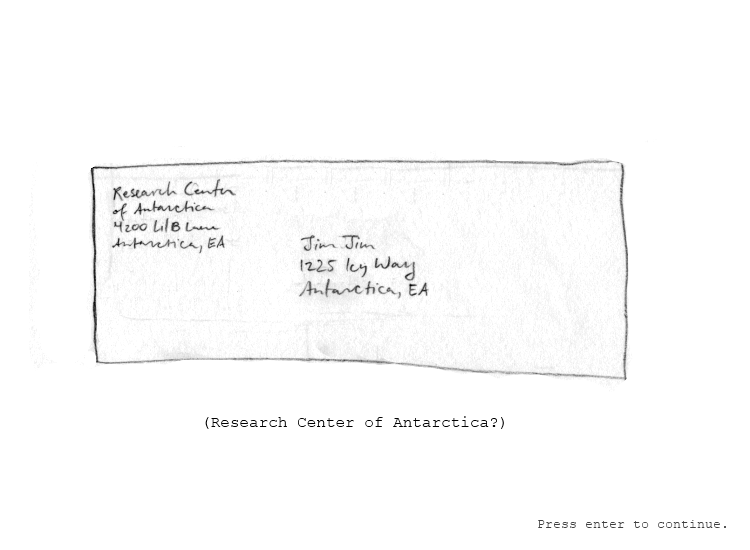 Research Center
of Antarctica
4200 Lil B Lane
Antarctica, EA
Jim Jim
1225 Icy Way
Antarctica, EA
(Research Center of Antarctica?)
Press enter to continue.